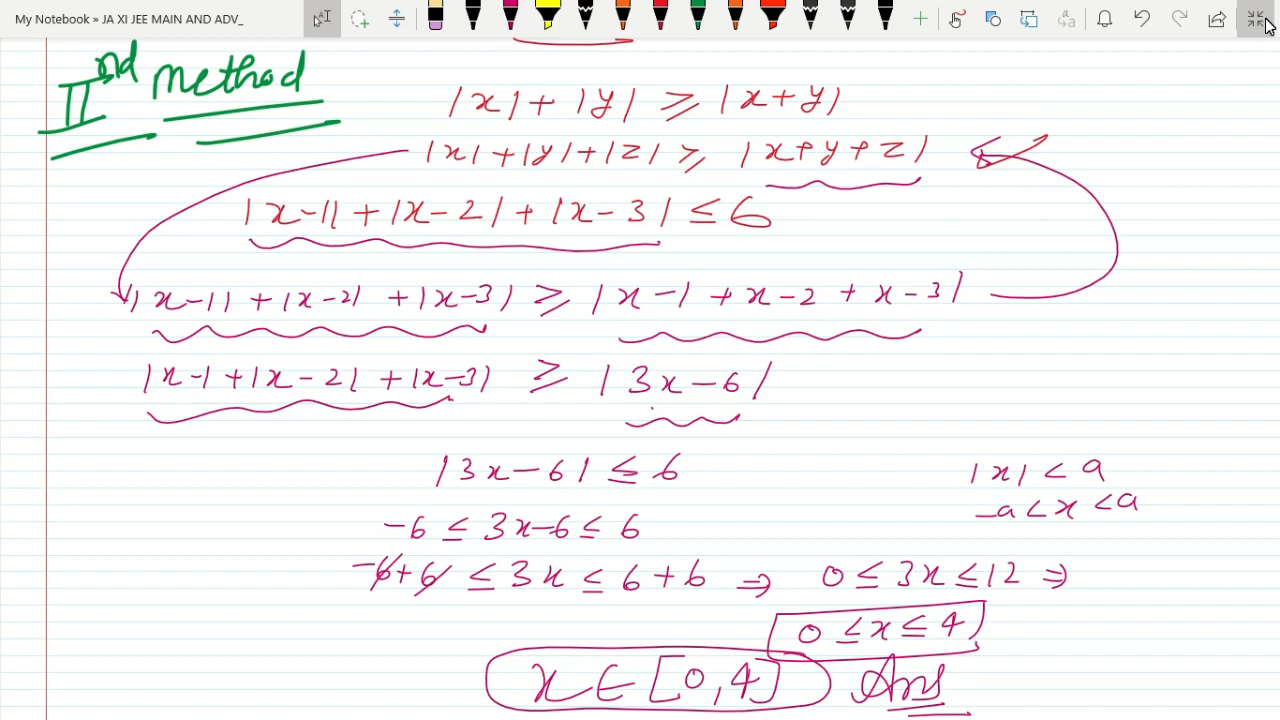 My Notebook » JA XI JEE MAIN AND ADV_
IInd method
|x| + |y| ≥ |x+y|
|x| + |y| + |z| ≥ |x+y+z|
|x-1| + |x-2| + |x-3| ≤ 6
|x-1| + |x-2| + |x-3| ≥ |x-1 + x-2 + x-3|
|x-1 + |x-2| + |x-3| ≥ |3x-6|
|3x-6| ≤ 6
|x| < a
-6 ≤ 3x-6 ≤ 6
-a < x < a
-6+6 ≤ 3x ≤ 6+6 ⇒ 0 ≤ 3x ≤ 12 ⇒
0 ≤ x ≤ 4
x ∈ [0,4] Ans